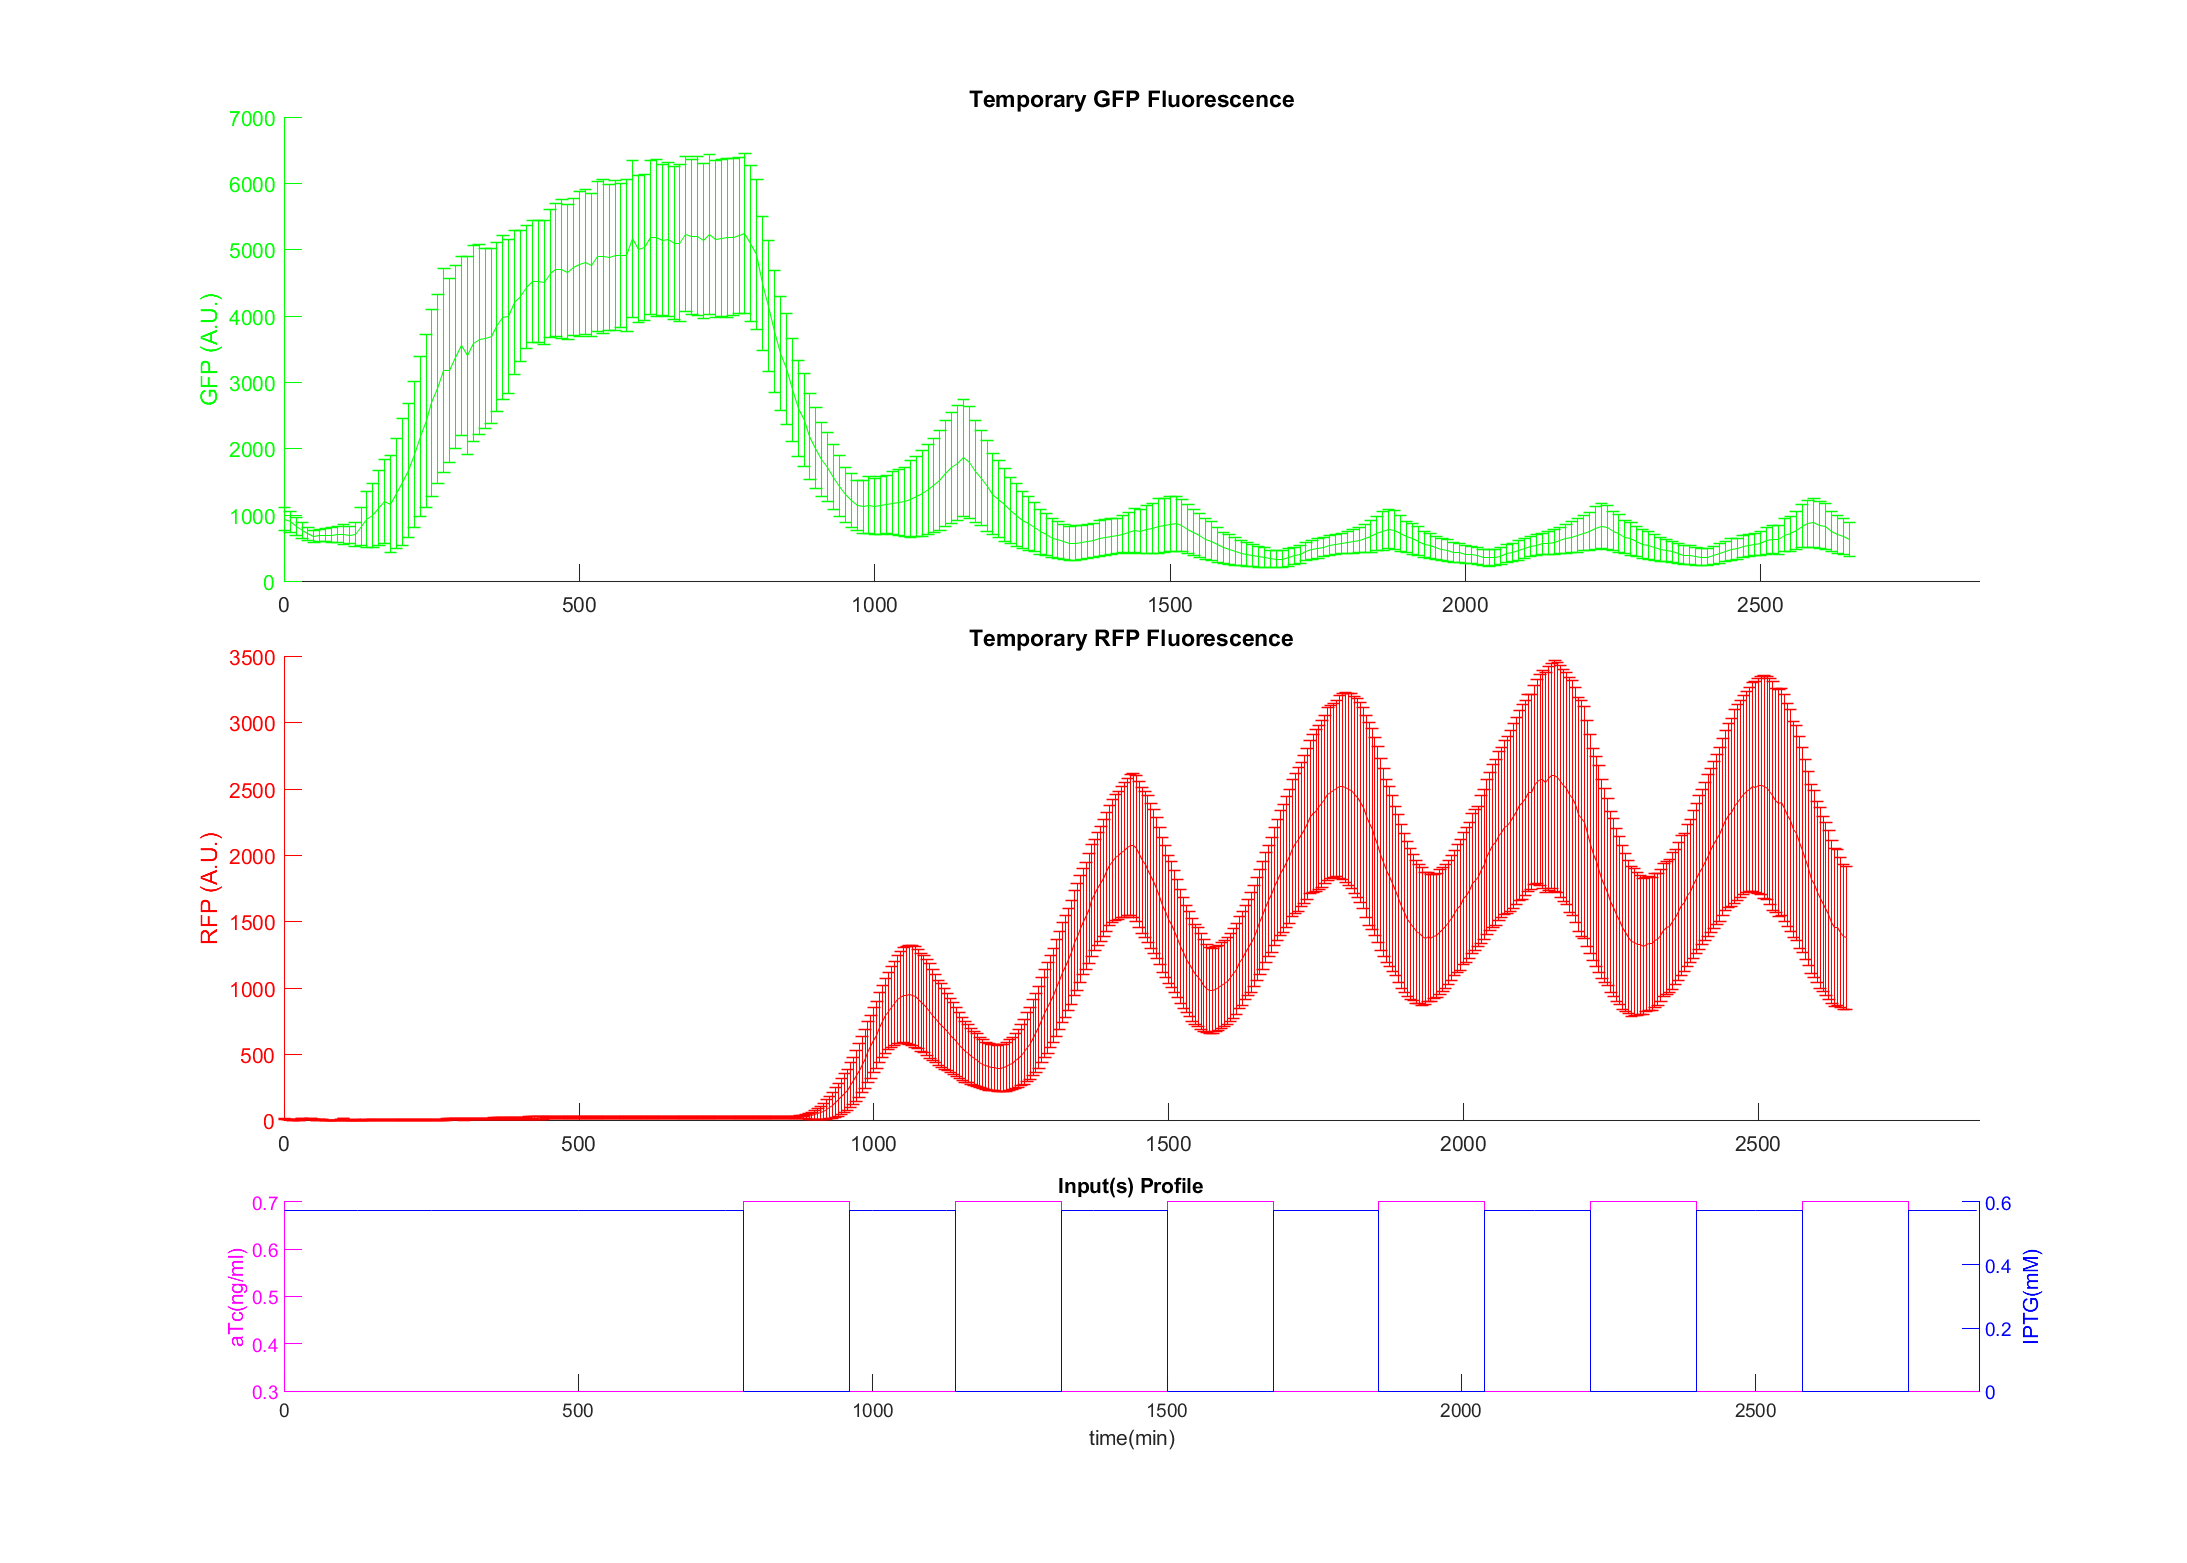 Temporary GFP Fluorescence
7000
6000
5000
4000
3000
2000
1000
0
GFP (A.U.)
0 500 1000 1500 2000 2500
Temporary RFP Fluorescence
3500
3000
2500
2000
1500
1000
500
0
RFP (A.U.)
0 500 1000 1500 2000 2500
Input(s) Profile
0.7
0.6
0.5
0.4
0.3
aTc(ng/ml)
0.6
0.4
0.2
0
IPTG(mM)
0 500 1000 1500 2000 2500
time(min)